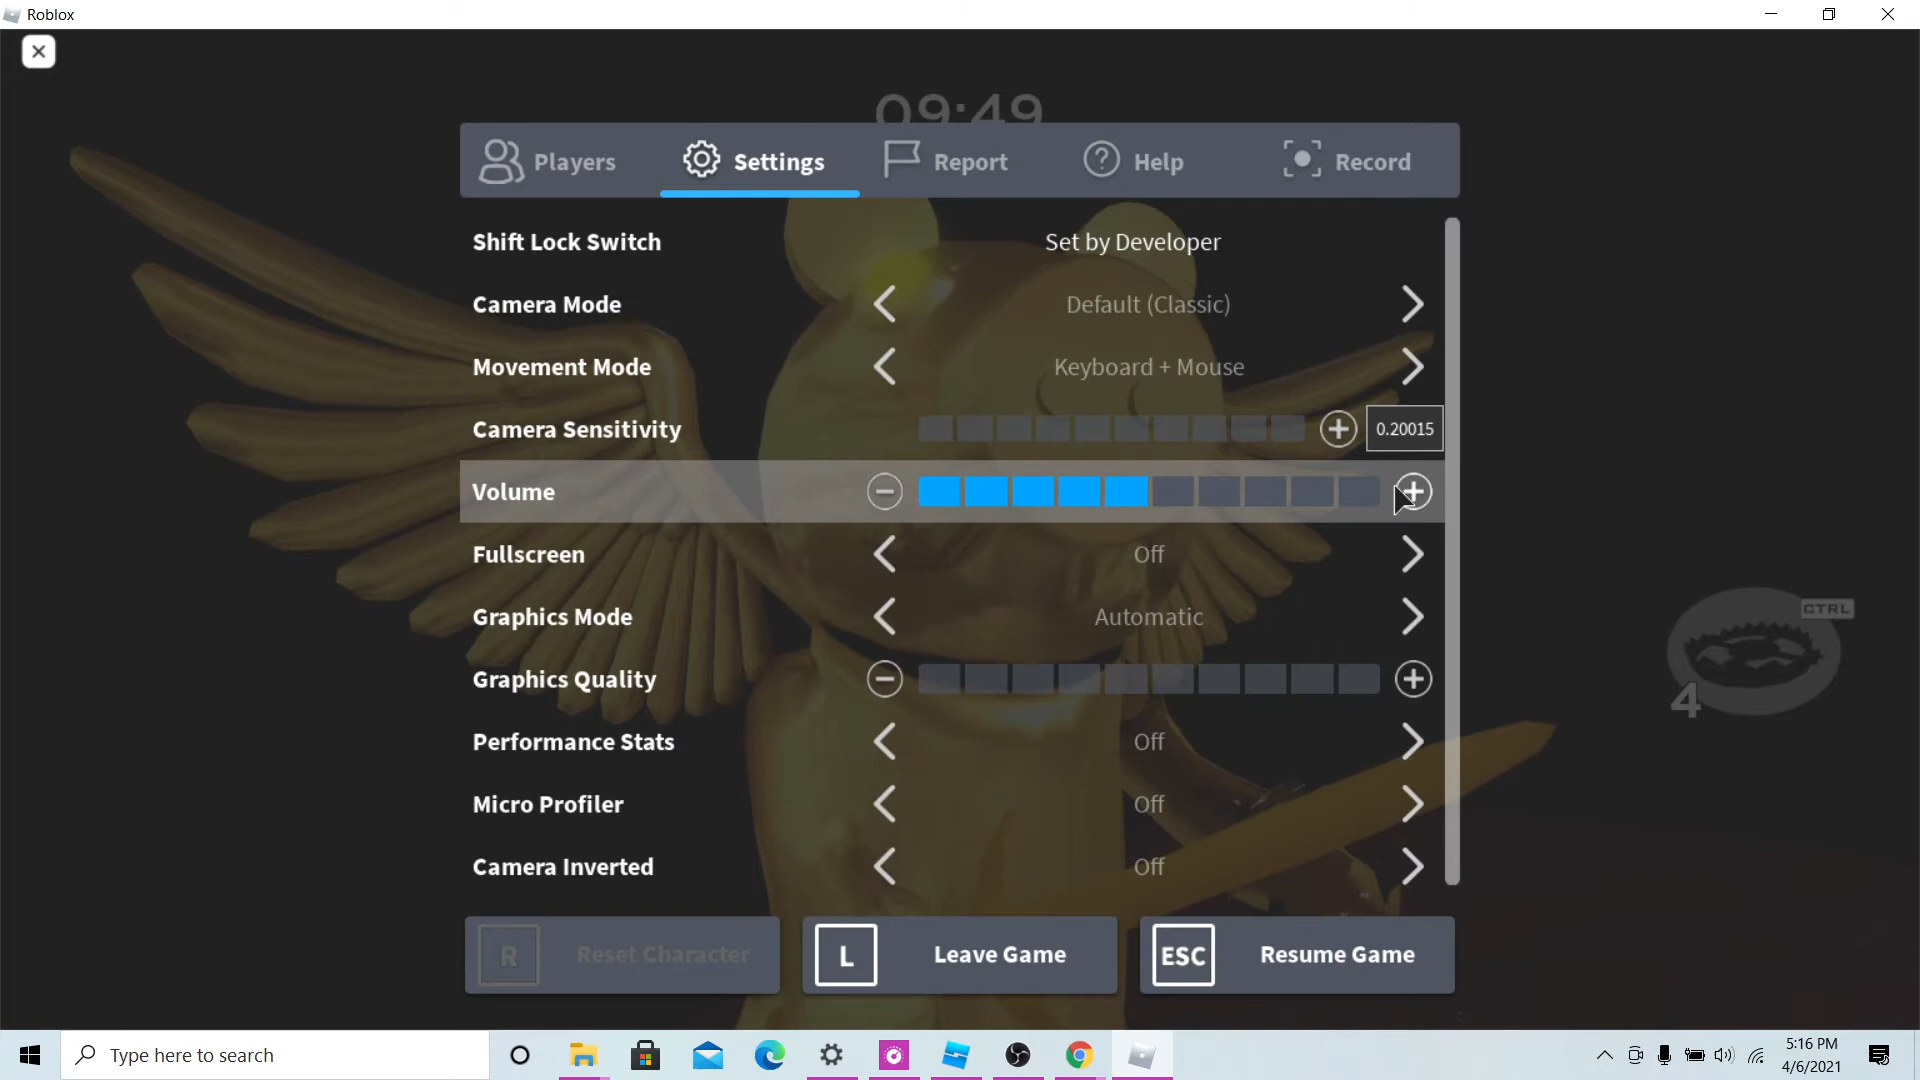 Roblox
09:49
Players
Settings
Report
Help
Record
Shift Lock Switch
Set by Developer
Camera Mode
Default (Classic)
Movement Mode
Keyboard + Mouse
Camera Sensitivity
0.20015
Volume
Fullscreen
Off
Graphics Mode
Automatic
Graphics Quality
Performance Stats
Off
Micro Profiler
Off
Camera Inverted
Off
CTRL
4
R Reset Character
L Leave Game
ESC Resume Game
Type here to search
5:16 PM
4/6/2021